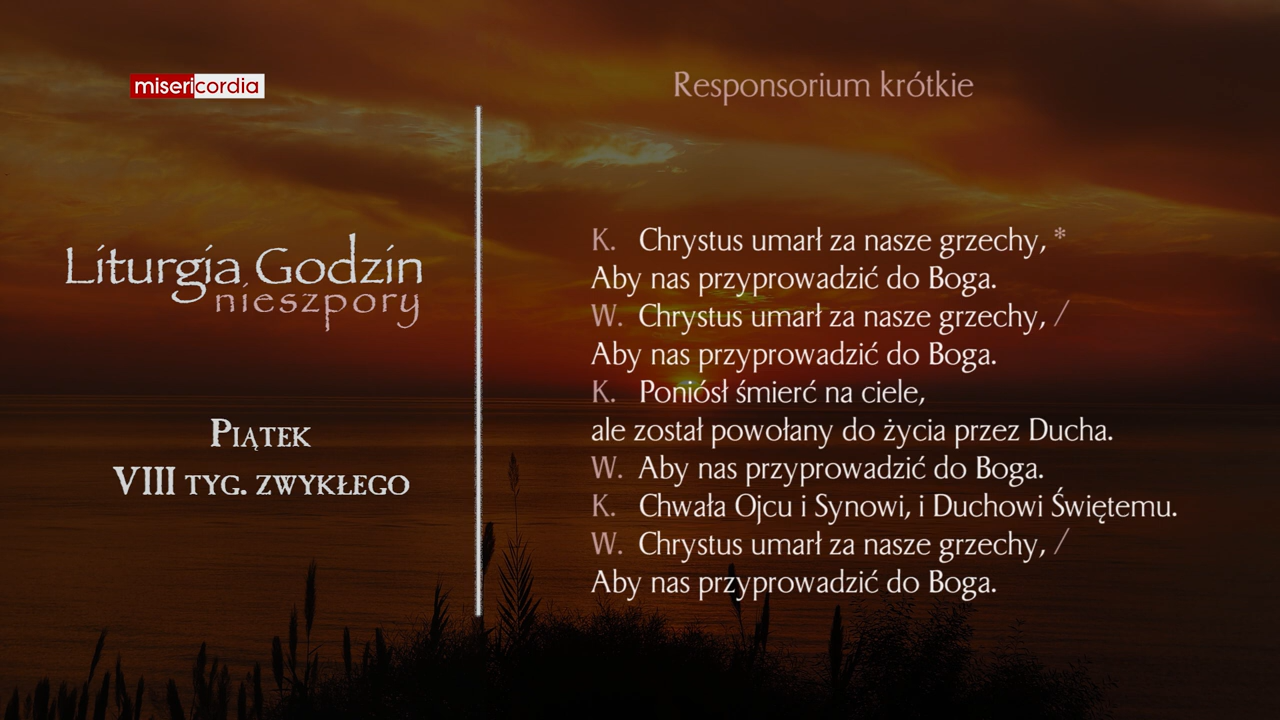 misericordia
Liturgia Godzin
nieszpory
Piątek
VIII tyg. zwykłego
Responsorium krótkie
K. Chrystus umarł za nasze grzechy, *
Aby nas przyprowadzić do Boga.
W. Chrystus umarł za nasze grzechy, /
Aby nas przyprowadzić do Boga.
K. Poniósł śmierć na ciele,
ale został powołany do życia przez Ducha.
W. Aby nas przyprowadzić do Boga.
K. Chwała Ojcu i Synowi, i Duchowi Świętemu.
W. Chrystus umarł za nasze grzechy, /
Aby nas przyprowadzić do Boga.